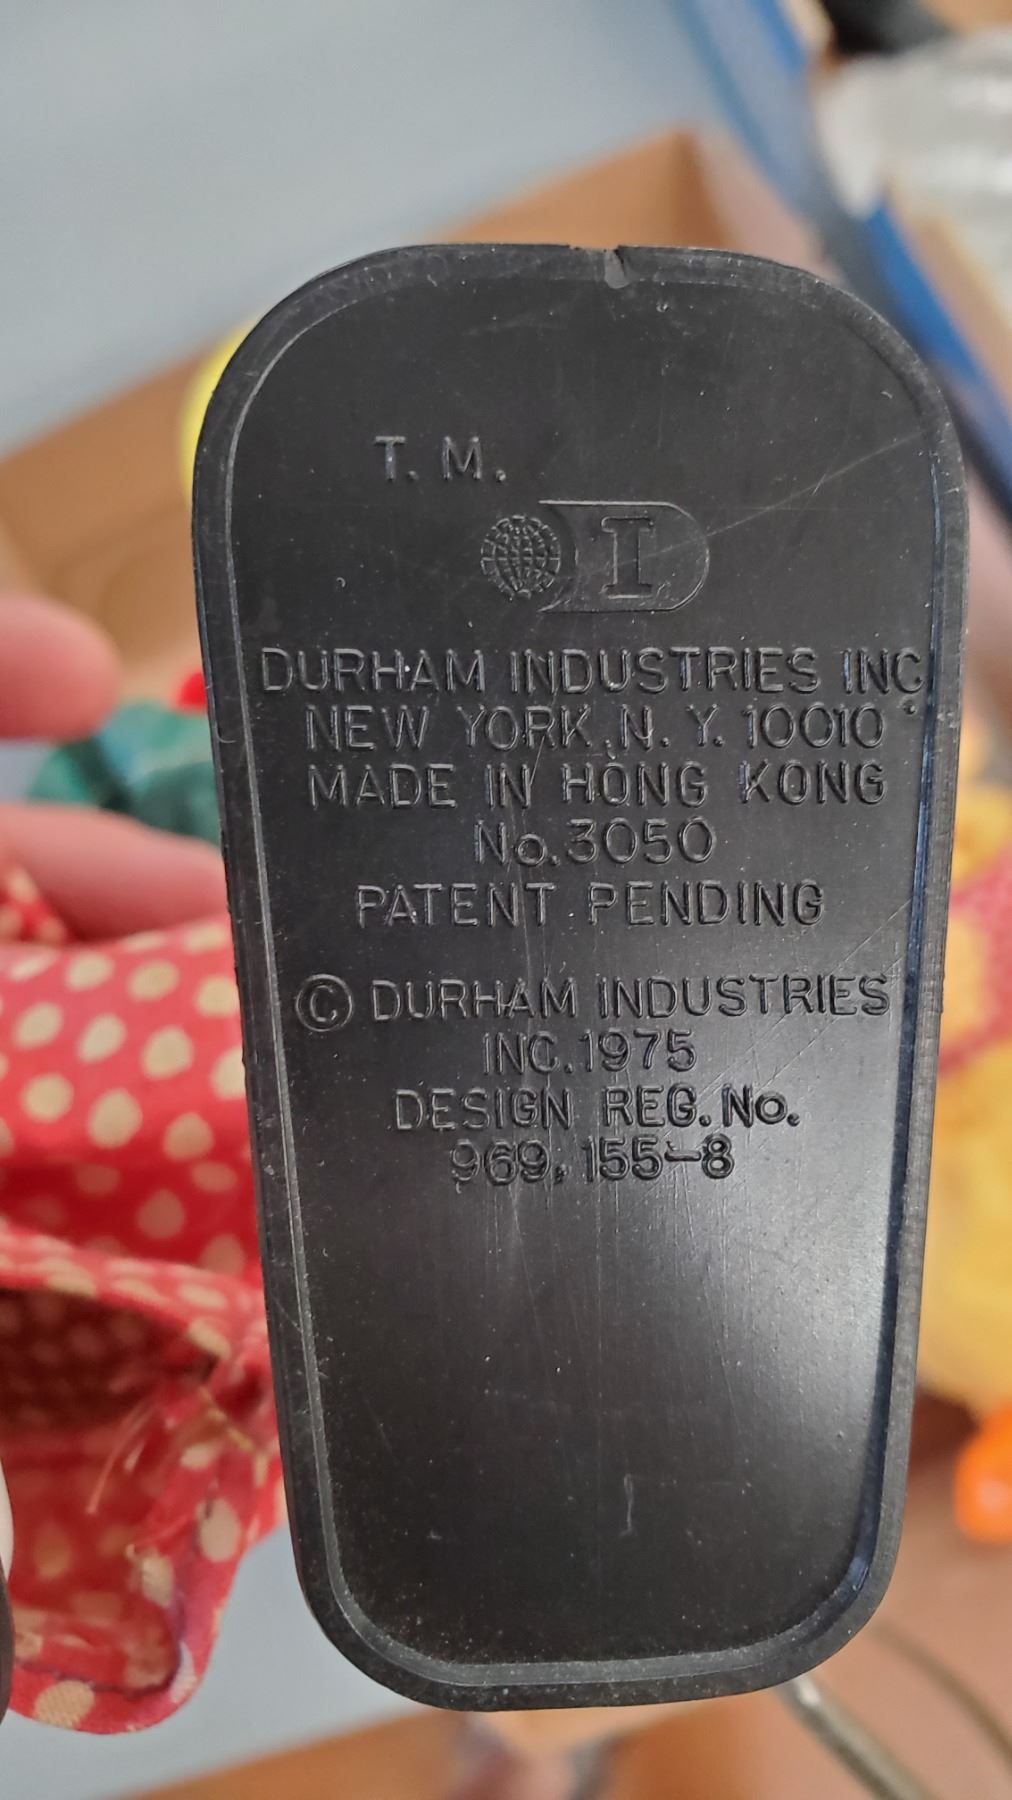 T. M.
I
DURHAM INDUSTRIES INC.
NEW YORK, N. Y. 10010
MADE IN HONG KONG
No. 3050
PATENT PENDING
© DURHAM INDUSTRIES
INC. 1975
DESIGN REG. No.
969, 155-8